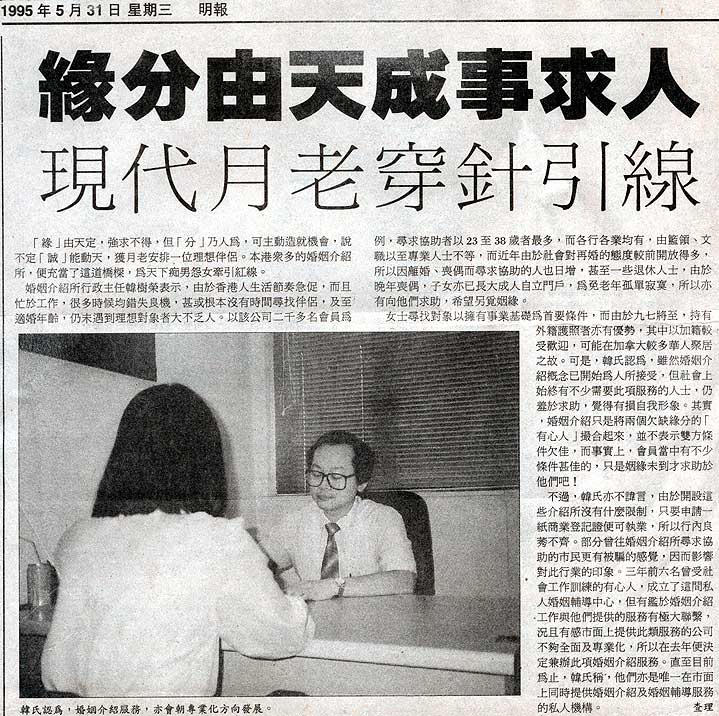 1995年5月31日 星期三 明報
緣分由天成事求人
現代月老穿針引線
「緣」由天定，強求不得，但「分」乃人爲，可主動造就機會，說
不定「誠」能動天，獲月老安排一位理想伴侶。本港衆多的婚姻介紹
所，便充當了這道橋樑，爲天下痴男怨女牽引紅線。
婚姻介紹所行政主任韓樹榮表示，由於香港人生活節奏急促，而且
忙於工作，很多時候均錯失良機，甚或根本沒有時間尋找伴侶，及至
適婚年齡，仍未遇到理想對象者大不乏人。以該公司二千多名會員爲
例，尋求協助者以23至38歲者最多，而各行各業均有，由籃領、文
職以至專業人士不等，而近年由於社會對再婚的態度較前開放得多，
所以因離婚、喪偶而尋求協助的人也日增，甚至一些退休人士，由於
晚年喪偶，子女亦已長大成人自立門戶，爲免老年孤單寂寞，所以亦
有向他們求助，希望另覓姻緣。
女士尋找對象以擁有事業基礎爲首要條件，而由於九七將至，持有
外籍護照者亦有優勢，其中以加籍較
受歡迎，可能在加拿大較多華人聚居
之故。可是，韓氏認爲，雖然婚姻介
紹概念已開始爲人所接受，但社會上
始終有不少需要此項服務的人士，仍
羞於求助，覺得有損自我形象。其實
，婚姻介紹只是將兩個欠缺緣分的「
有心人」撮合起來，並不表示雙方條
件欠佳，而事實上，會員當中有不少
條件甚佳的，只是姻緣未到才求助於
他們吧！
不過，韓氏亦不諱言，由於開設這
些介紹所沒有什麼限制，只要申請一
紙商業登記證便可執業，所以行內良
莠不齊。部分曾往婚姻介紹所尋求協
助的市民更有被騙的感覺，因而影響
對此行業的印象。三年前六名曾受社
會工作訓練的有心人，成立了這間私
人婚姻輔導中心，但有鑑於婚姻介紹
工作與他們提供的服務有極大聯繫，
況且有感市面上提供此類服務的公司
不夠全面及專業化，所以在去年便決
定兼辦此項婚姻介紹服務。直至目前
爲止，韓氏稱，他們亦是唯一在市面
上同時提供婚姻介紹及婚姻輔導服務
的私人機構。 查理
韓氏認爲，婚姻介紹服務，亦會朝專業化方向發展。